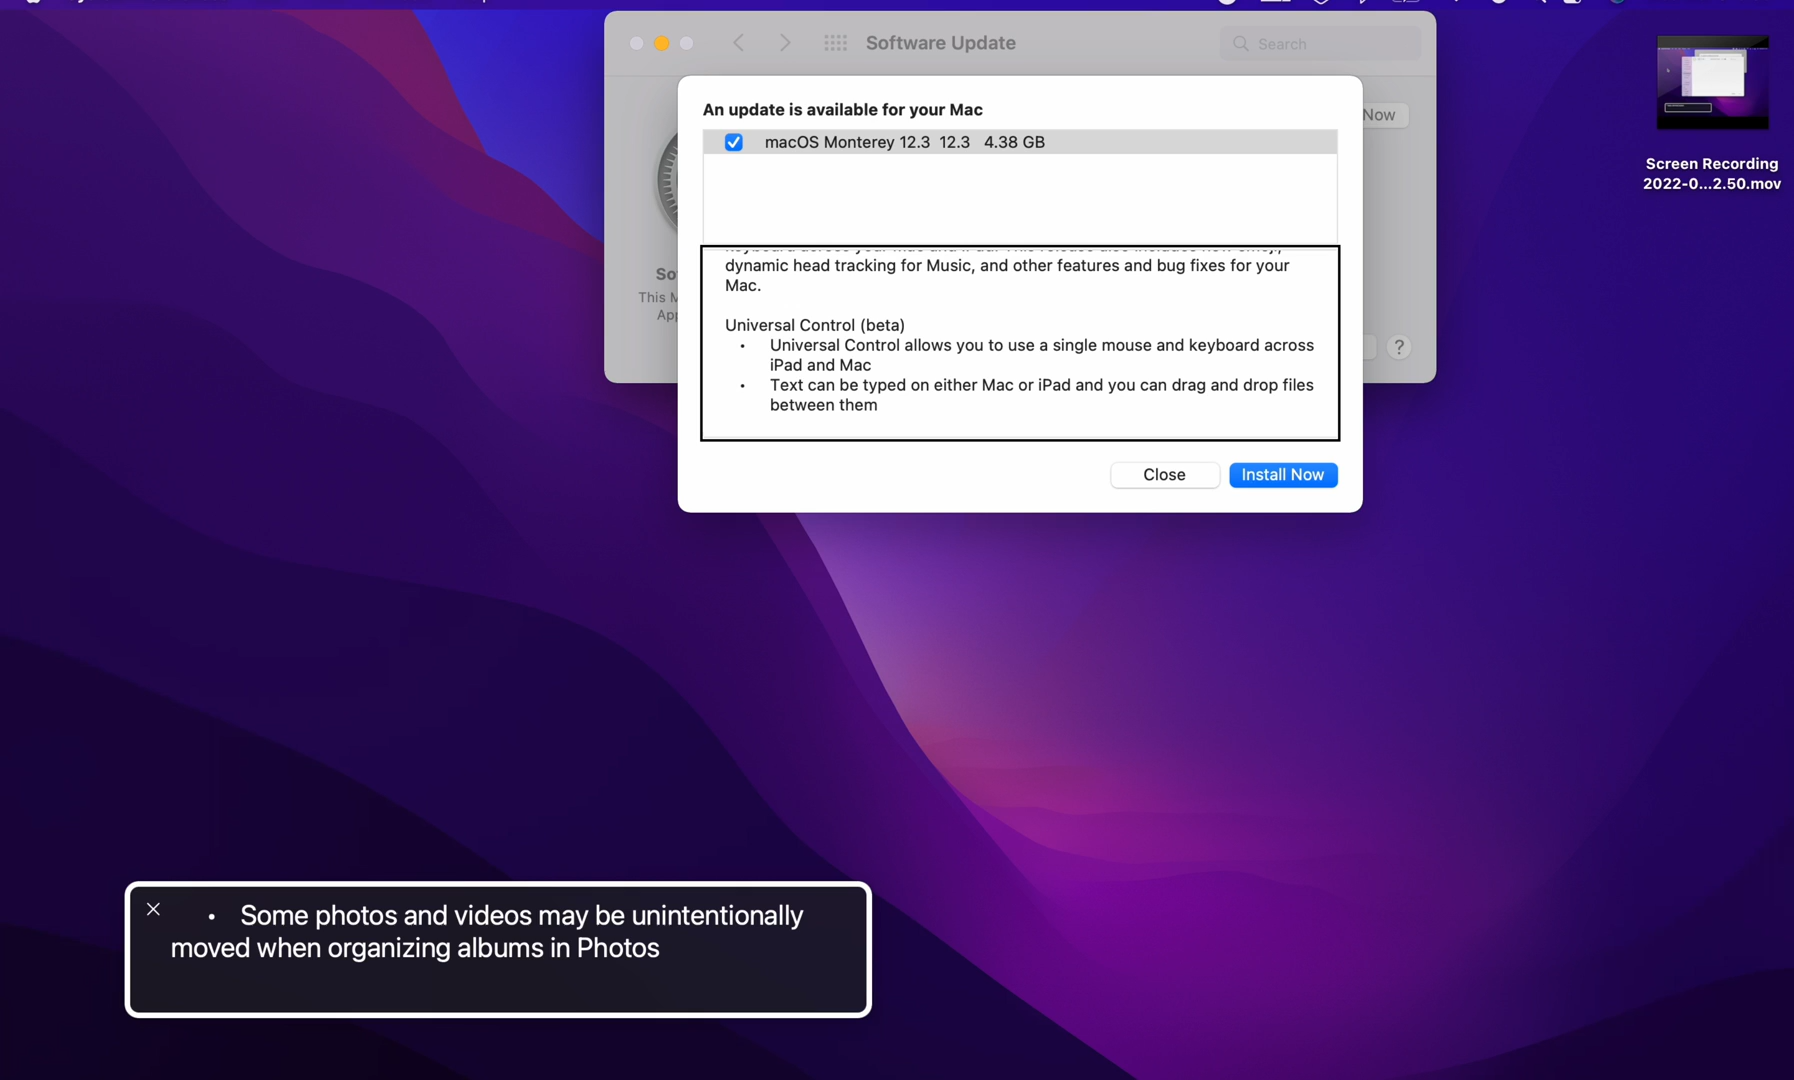 Software Update
Search
An update is available for your Mac
Now
macOS Monterey 12.3 12.3 4.38 GB
Screen Recording
2022-0...2.50.mov
dynamic head tracking for Music, and other features and bug fixes for your
Mac.
So
This M
App
Universal Control (beta)
• Universal Control allows you to use a single mouse and keyboard across
iPad and Mac
• Text can be typed on either Mac or iPad and you can drag and drop files
between them
?
Close
Install Now
• Some photos and videos may be unintentionally
moved when organizing albums in Photos